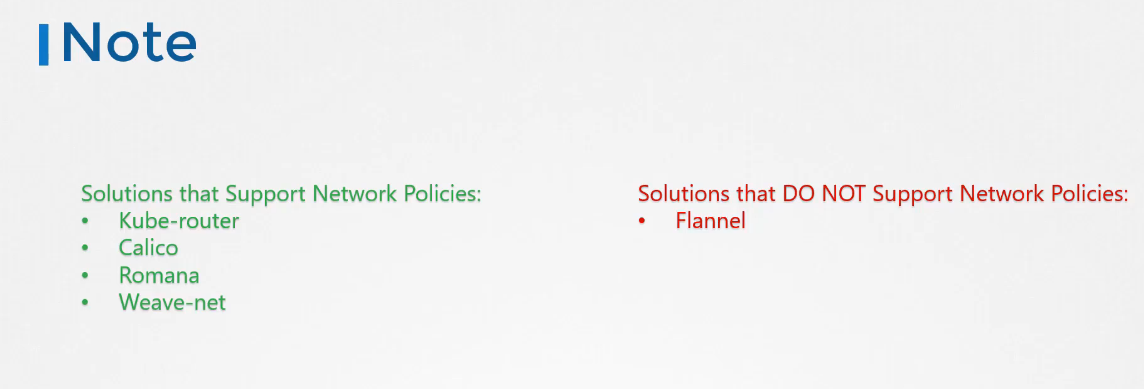 Note
Solutions that Support Network Policies:
• Kube-router
• Calico
• Romana
• Weave-net
Solutions that DO NOT Support Network Policies:
• Flannel